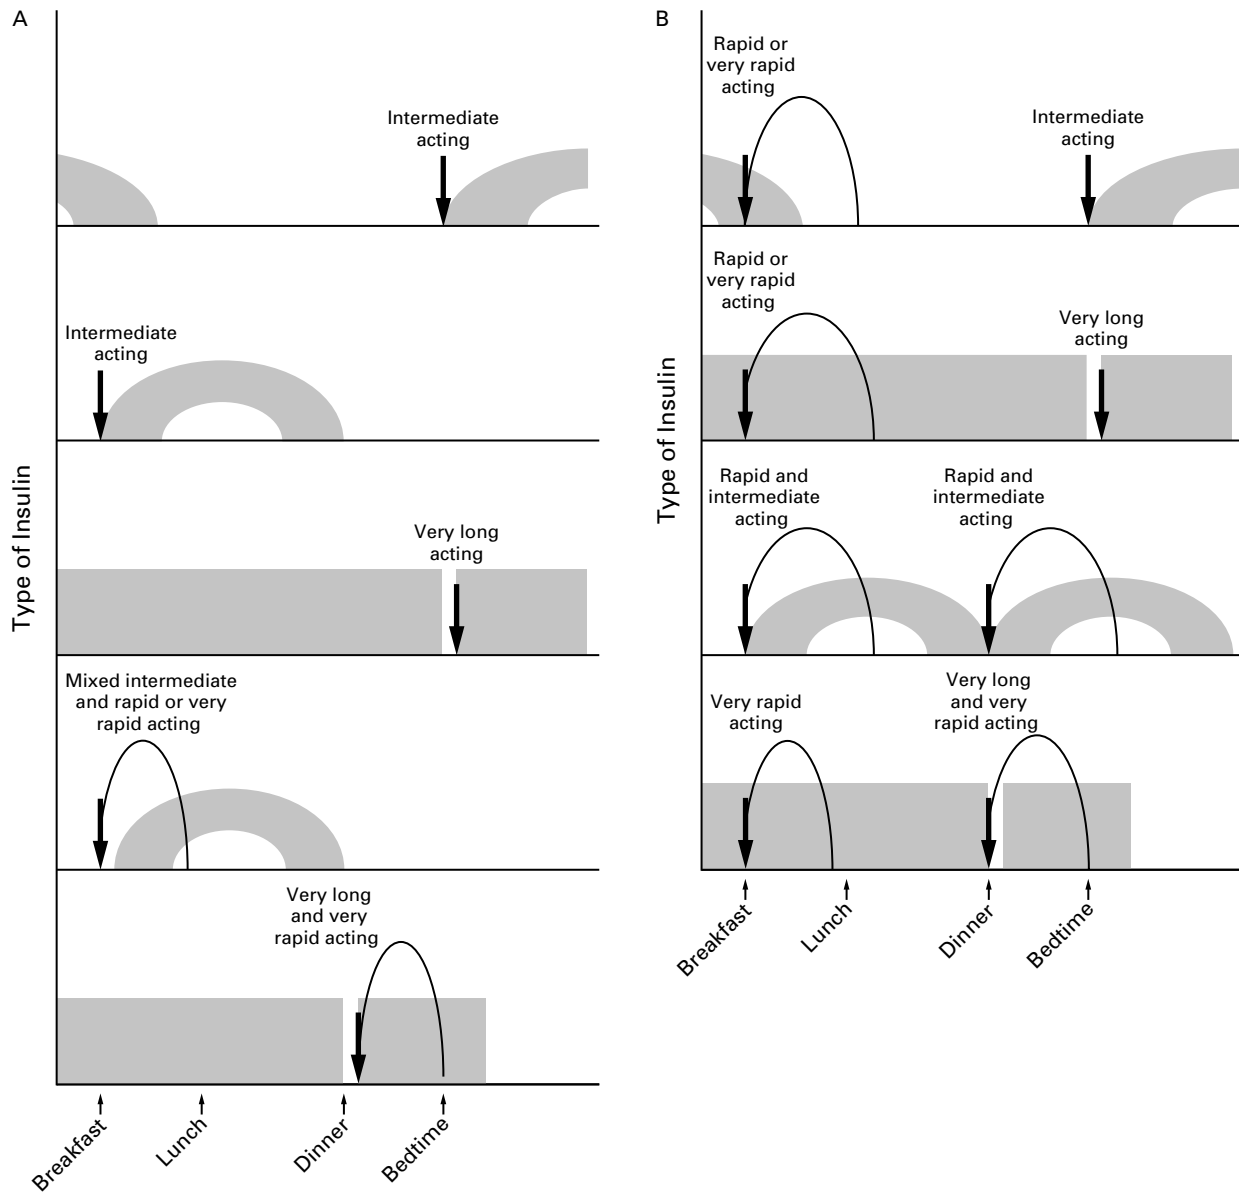 A
Type of Insulin
Intermediate
acting
Intermediate
acting
Very long
acting
Mixed intermediate
and rapid or very
rapid acting
Very long
and very
rapid acting
Breakfast
Lunch
Dinner
Bedtime
B
Type of Insulin
Rapid or
very rapid
acting
Intermediate
acting
Rapid or
very rapid
acting
Very long
acting
Rapid and
intermediate
acting
Rapid and
intermediate
acting
Very rapid
acting
Very long
and very
rapid acting
Breakfast
Lunch
Dinner
Bedtime